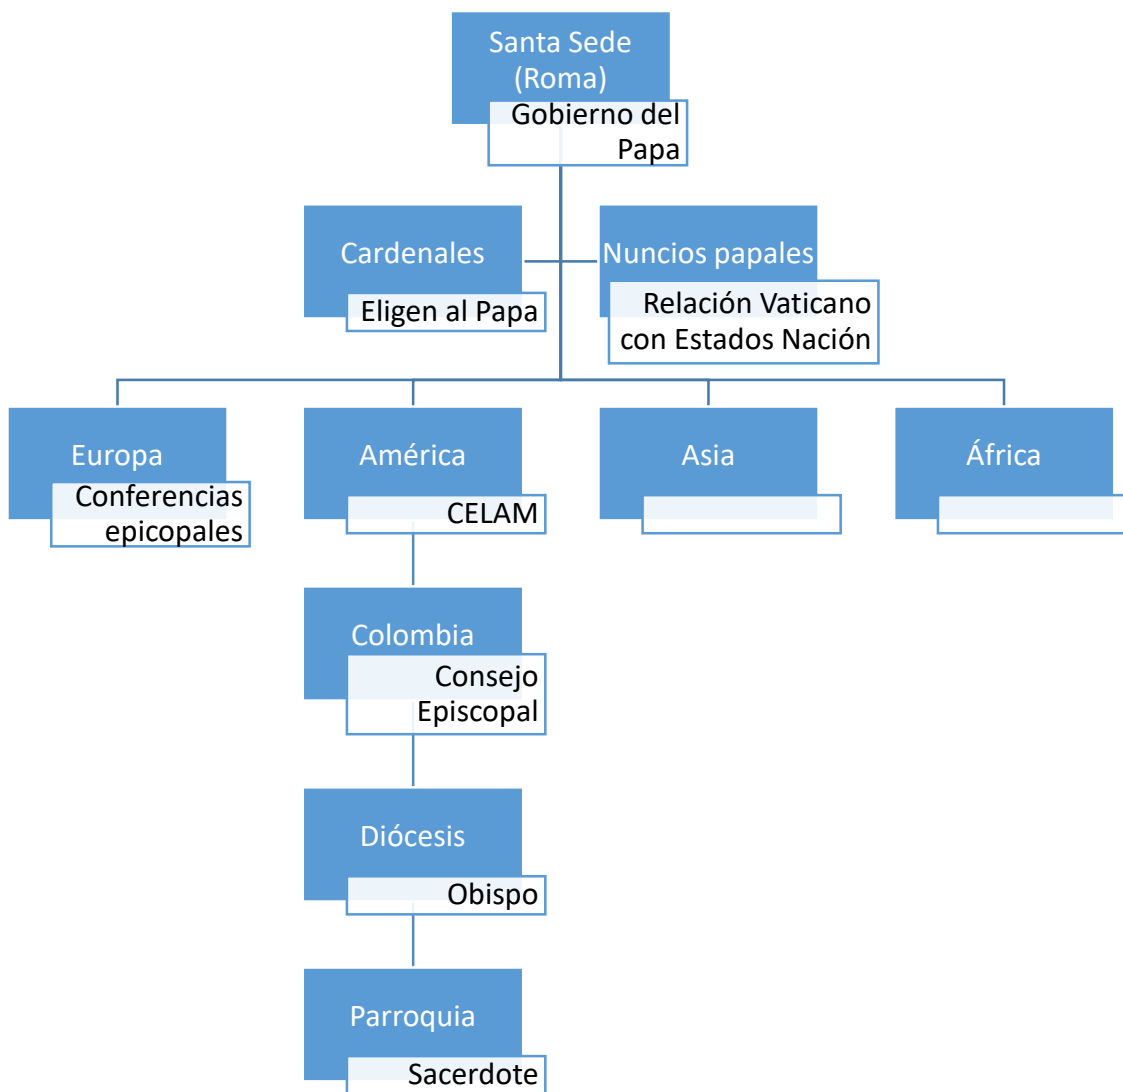 Santa Sede
(Roma)
Gobierno del
Papa
Cardenales
Eligen al Papa
Nuncios papales
Relación Vaticano
con Estados Nación
Europa
Conferencias
epicopales
América
CELAM
Asia
África
Colombia
Consejo
Episcopal
Diócesis
Obispo
Parroquia
Sacerdote